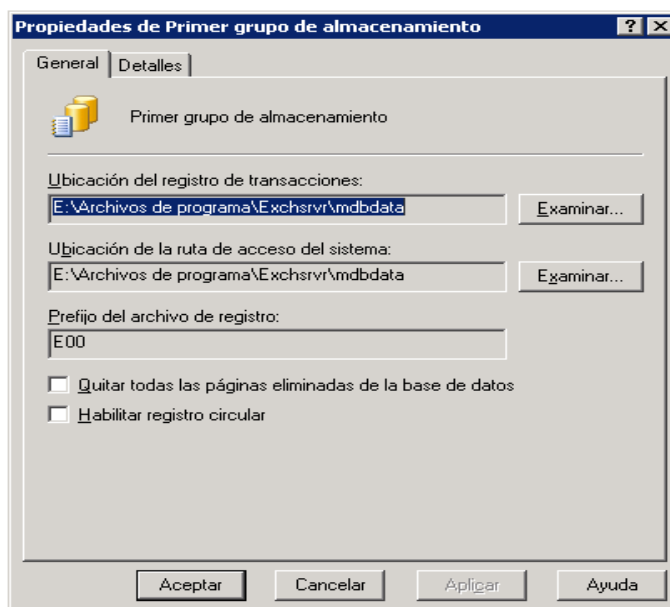 Propiedades de Primer grupo de almacenamiento
General Detalles
Primer grupo de almacenamiento
Ubicación del registro de transacciones:
E:\Archivos de programa\Exchsrvr\mdbdata Examinar...
Ubicación de la ruta de acceso del sistema:
E:\Archivos de programa\Exchsrvr\mdbdata Examinar...
Prefijo del archivo de registro:
E00
Quitar todas las páginas eliminadas de la base de datos
Habilitar registro circular
Aceptar Cancelar Aplicar Ayuda